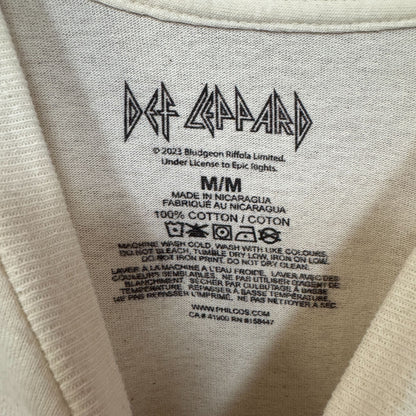 DEF LEPPARD
© 2023 Bludgeon Riffola Limited.
Under License to Epic Rights.
M/M
MADE IN NICARAGUA
FABRIQUÉ AU NICARAGUA
100% COTTON / COTON
MACHINE WASH COLD, WASH WITH LIKE COLOURS.
DO NOT BLEACH, TUMBLE DRY LOW, IRON ON LOW.
DO NOT IRON PRINT. DO NOT DRY CLEAN.
LAVER À LA MACHINE À L'EAU FROIDE, LAVER AVEC DES
COULEURS SEMBLABLES. NE PAS UTILISER D'AGENT DE
BLANCHIMENT. SÉCHER PAR CULBUTAGE À BASSE
TEMPÉRATURE. REPASSER À BASSE TEMPÉRATURE.
NE PAS REPASSER L'IMPRIMÉ. NE PAS NETTOYER À SEC
WWW.PHILCOS.COM
CA # 41900 RN #158447